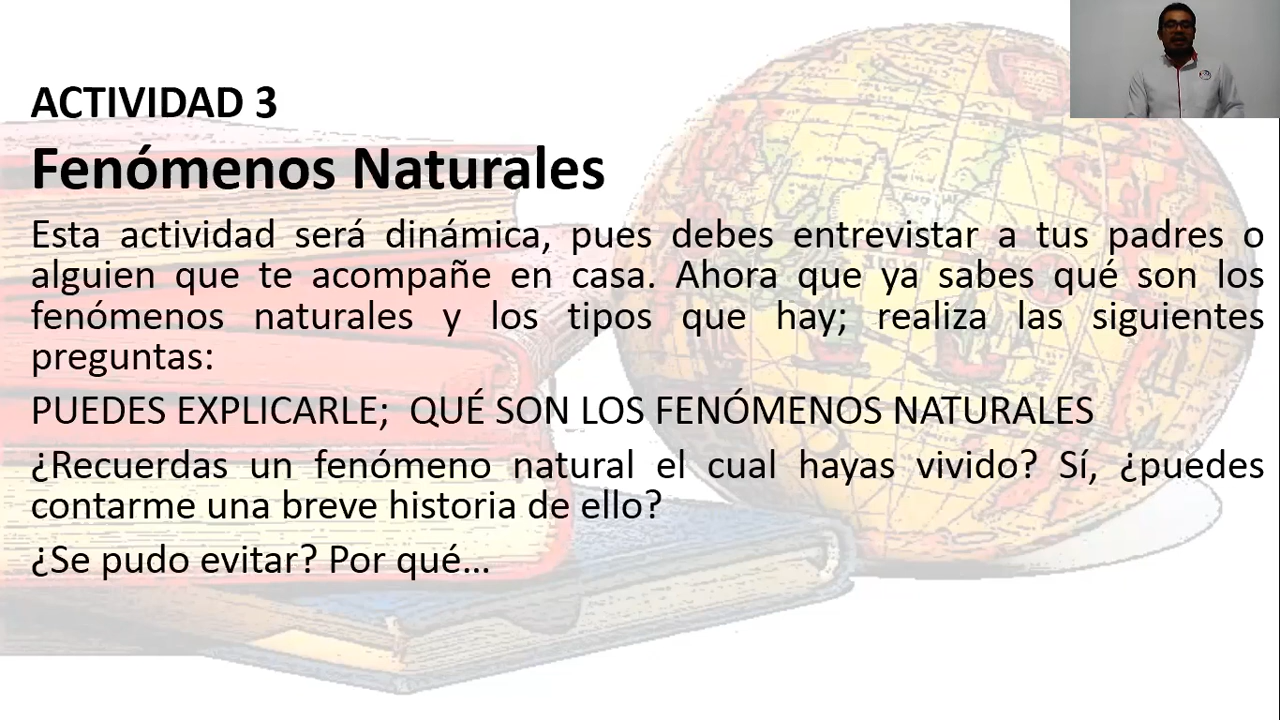 ACTIVIDAD 3
Fenómenos Naturales
Esta actividad será dinámica, pues debes entrevistar a tus padres o
alguien que te acompañe en casa. Ahora que ya sabes qué son los
fenómenos naturales y los tipos que hay; realiza las siguientes
preguntas:
PUEDES EXPLICARLE; QUÉ SON LOS FENÓMENOS NATURALES
¿Recuerdas un fenómeno natural el cual hayas vivido? Sí, ¿puedes
contarme una breve historia de ello?
¿Se pudo evitar? Por qué...